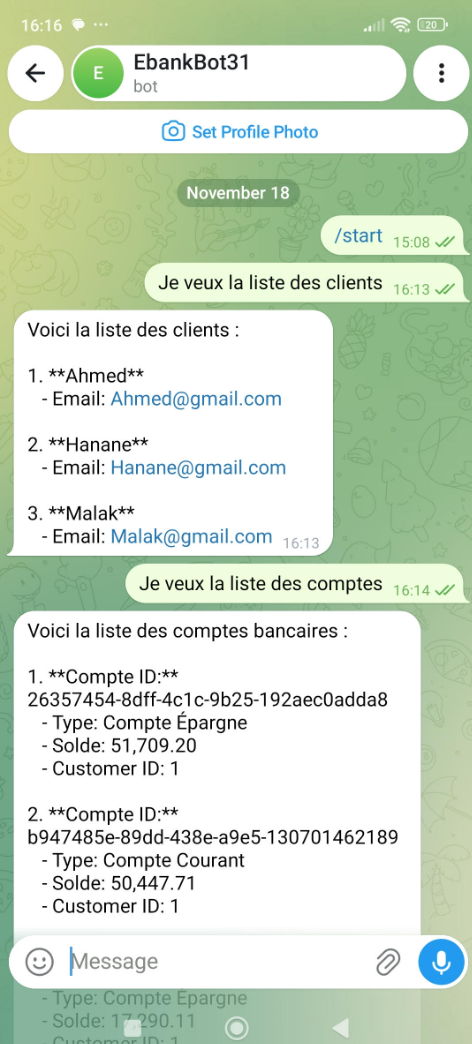 16:16
20
E
EbankBot31
bot
Set Profile Photo
November 18
/start 15:08
Je veux la liste des clients 16:13
Voici la liste des clients :
1. **Ahmed**
- Email: Ahmed@gmail.com
2. **Hanane**
- Email: Hanane@gmail.com
3. **Malak**
- Email: Malak@gmail.com 16:13
Je veux la liste des comptes 16:14
Voici la liste des comptes bancaires :
1. **Compte ID:**
26357454-8dff-4c1c-9b25-192aec0adda8
- Type: Compte Épargne
- Solde: 51,709.20
- Customer ID: 1
2. **Compte ID:**
b947485e-89dd-438e-a9e5-130701462189
- Type: Compte Courant
- Solde: 50,447.71
- Customer ID: 1
Message
- Type: Compte Épargne
- Solde: 17,290.11
Customer ID: 1